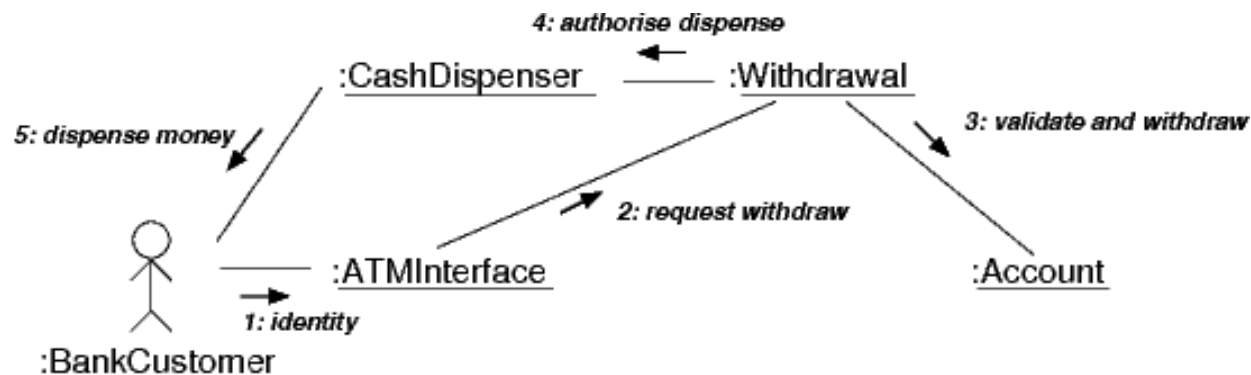 4: authorise dispense
:CashDispenser
:Withdrawal
3: validate and withdraw
5: dispense money
2: request withdraw
:ATMInterface
:Account
1: identity
:BankCustomer